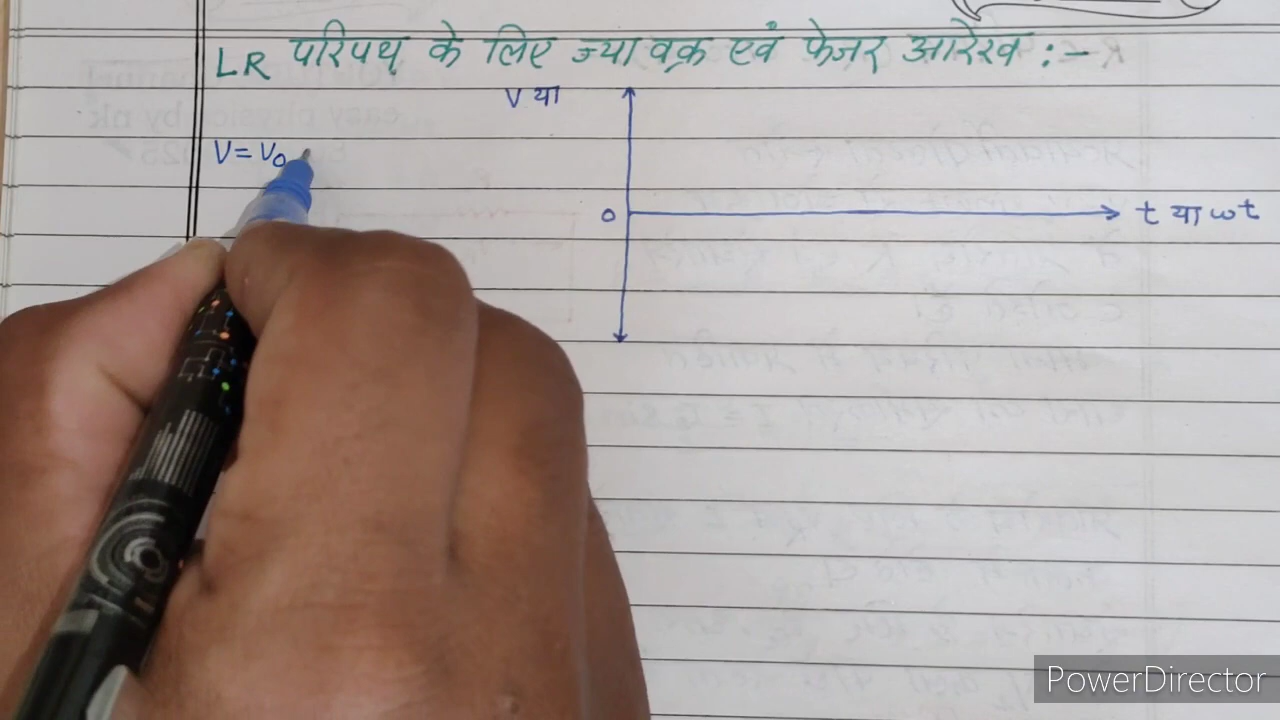 LR परिपथ के लिए ज्या वक्र एवं फेजर आरेख :-
V या
V = V₀
0
t या ωt
PowerDirector